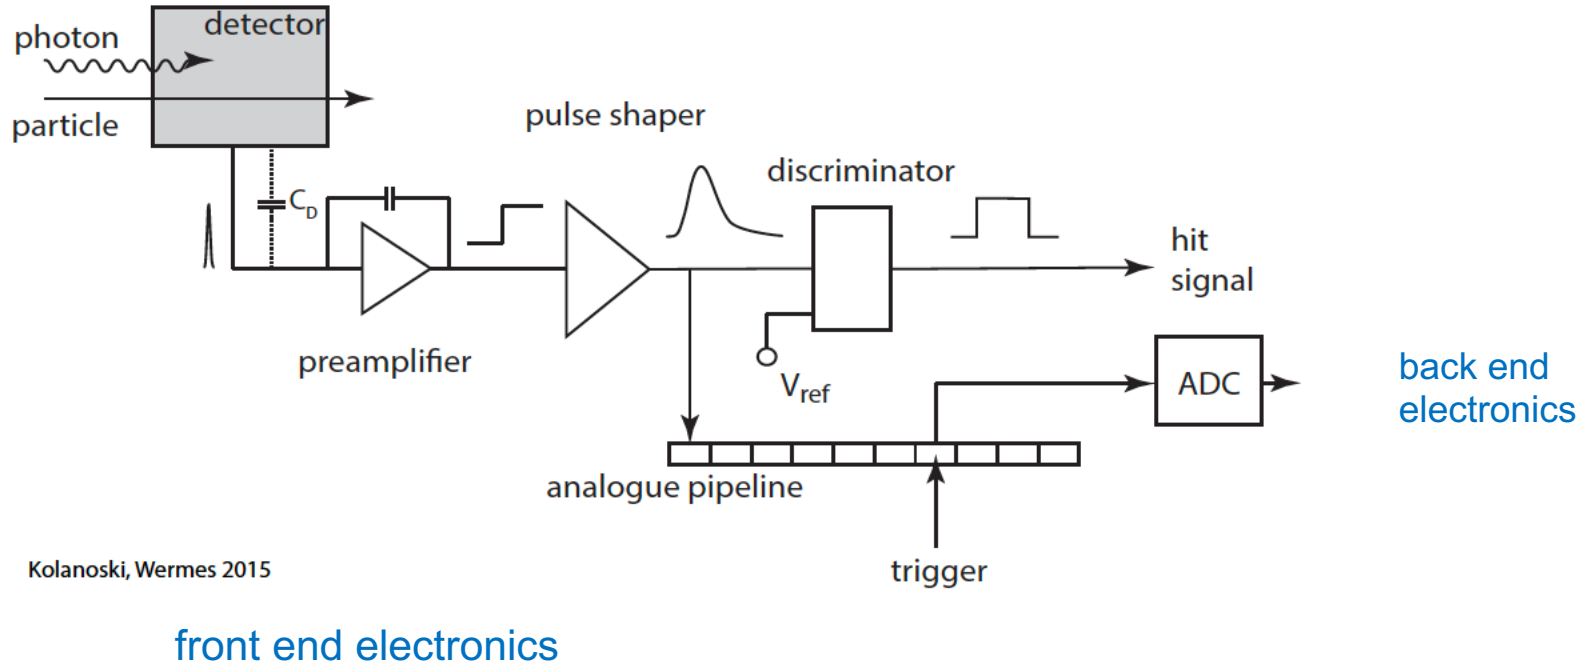 photon
detector
particle
pulse shaper
discriminator
C_D
hit
signal
preamplifier
V_ref
ADC
back end
electronics
analogue pipeline
trigger
Kolanoski, Wermes 2015
front end electronics